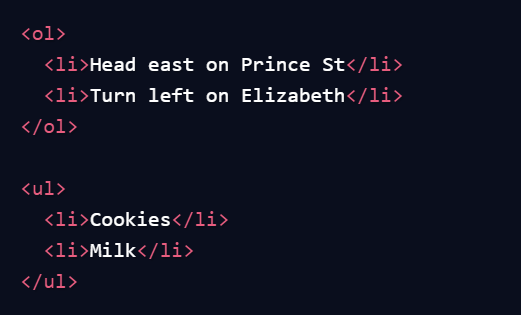 <ol>
  <li>Head east on Prince St</li>
  <li>Turn left on Elizabeth</li>
</ol>

<ul>
  <li>Cookies</li>
  <li>Milk</li>
</ul>